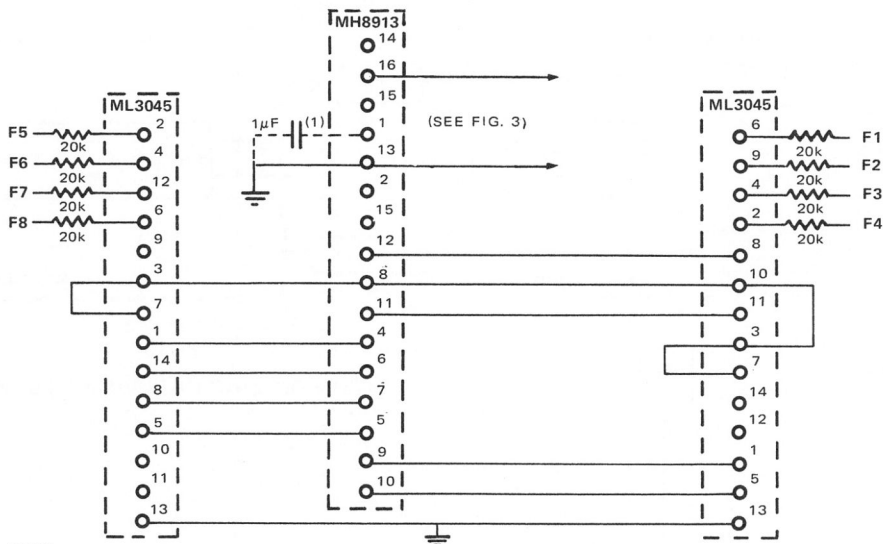 MH8913
14
16
15
1µF (1) 1 (SEE FIG. 3)
13
2
15
12
8
11
4
6
7
5
9
10
ML3045
F5 20k 2
F6 20k 4
F7 20k 12
F8 20k 6
9
3
7
1
14
8
5
10
11
13
ML3045
6 20k F1
9 20k F2
4 20k F3
2 20k F4
8
10
11
3
7
14
12
1
5
13